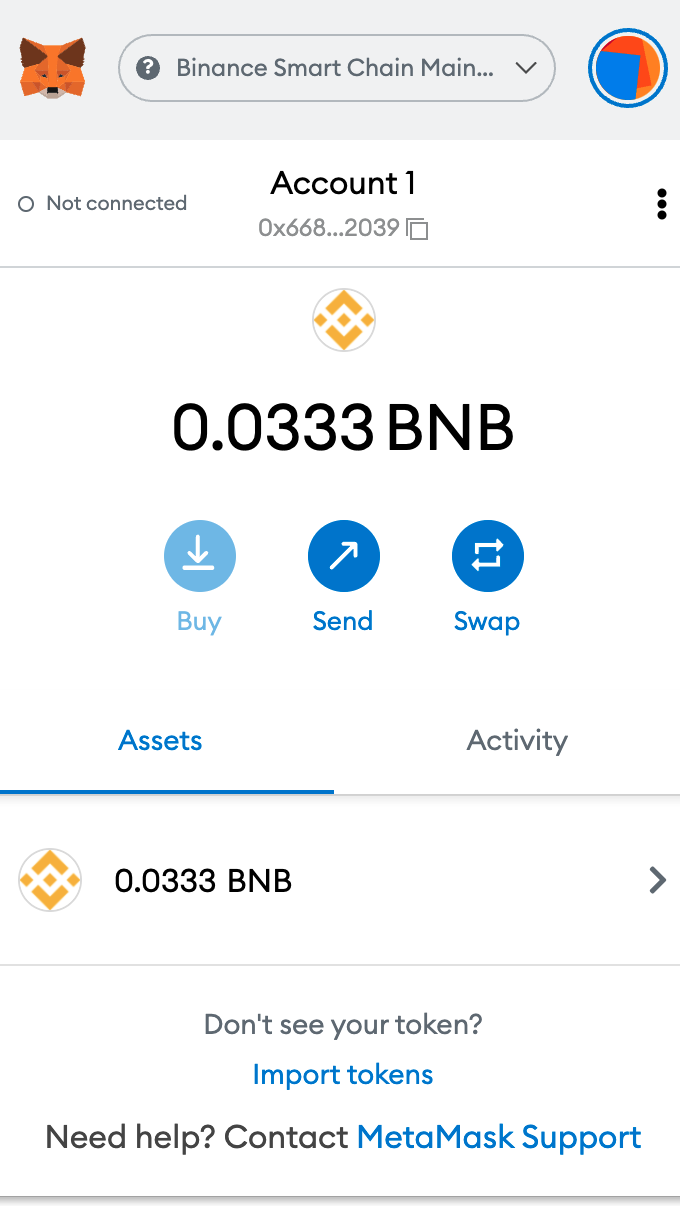 Binance Smart Chain Main...
Not connected
Account 1
0x668...2039
0.0333 BNB
Buy
Send
Swap
Assets
Activity
0.0333 BNB
Don't see your token?
Import tokens
Need help? Contact MetaMask Support